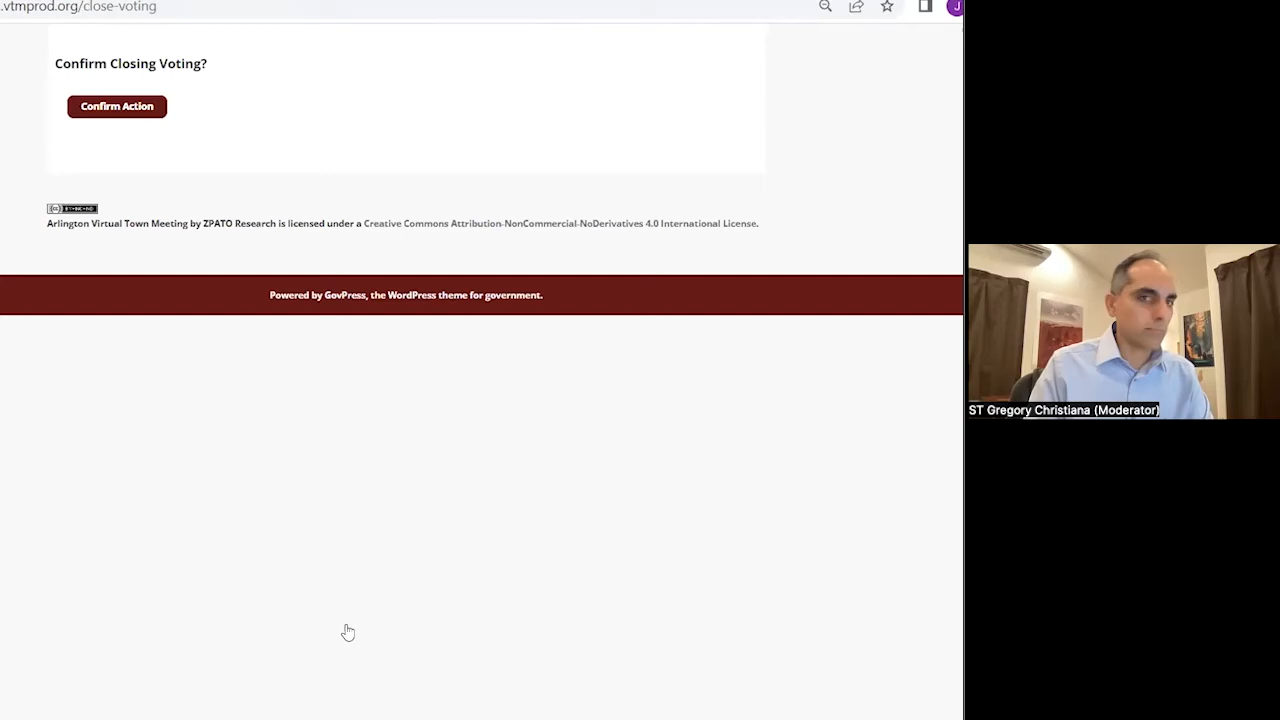 .vtmprod.org/close-voting
J
Confirm Closing Voting?
Confirm Action
Arlington Virtual Town Meeting by ZPATO Research is licensed under a Creative Commons Attribution-NonCommercial-NoDerivatives 4.0 International License.
Powered by GovPress, the WordPress theme for government.
ST Gregory Christiana (Moderator)